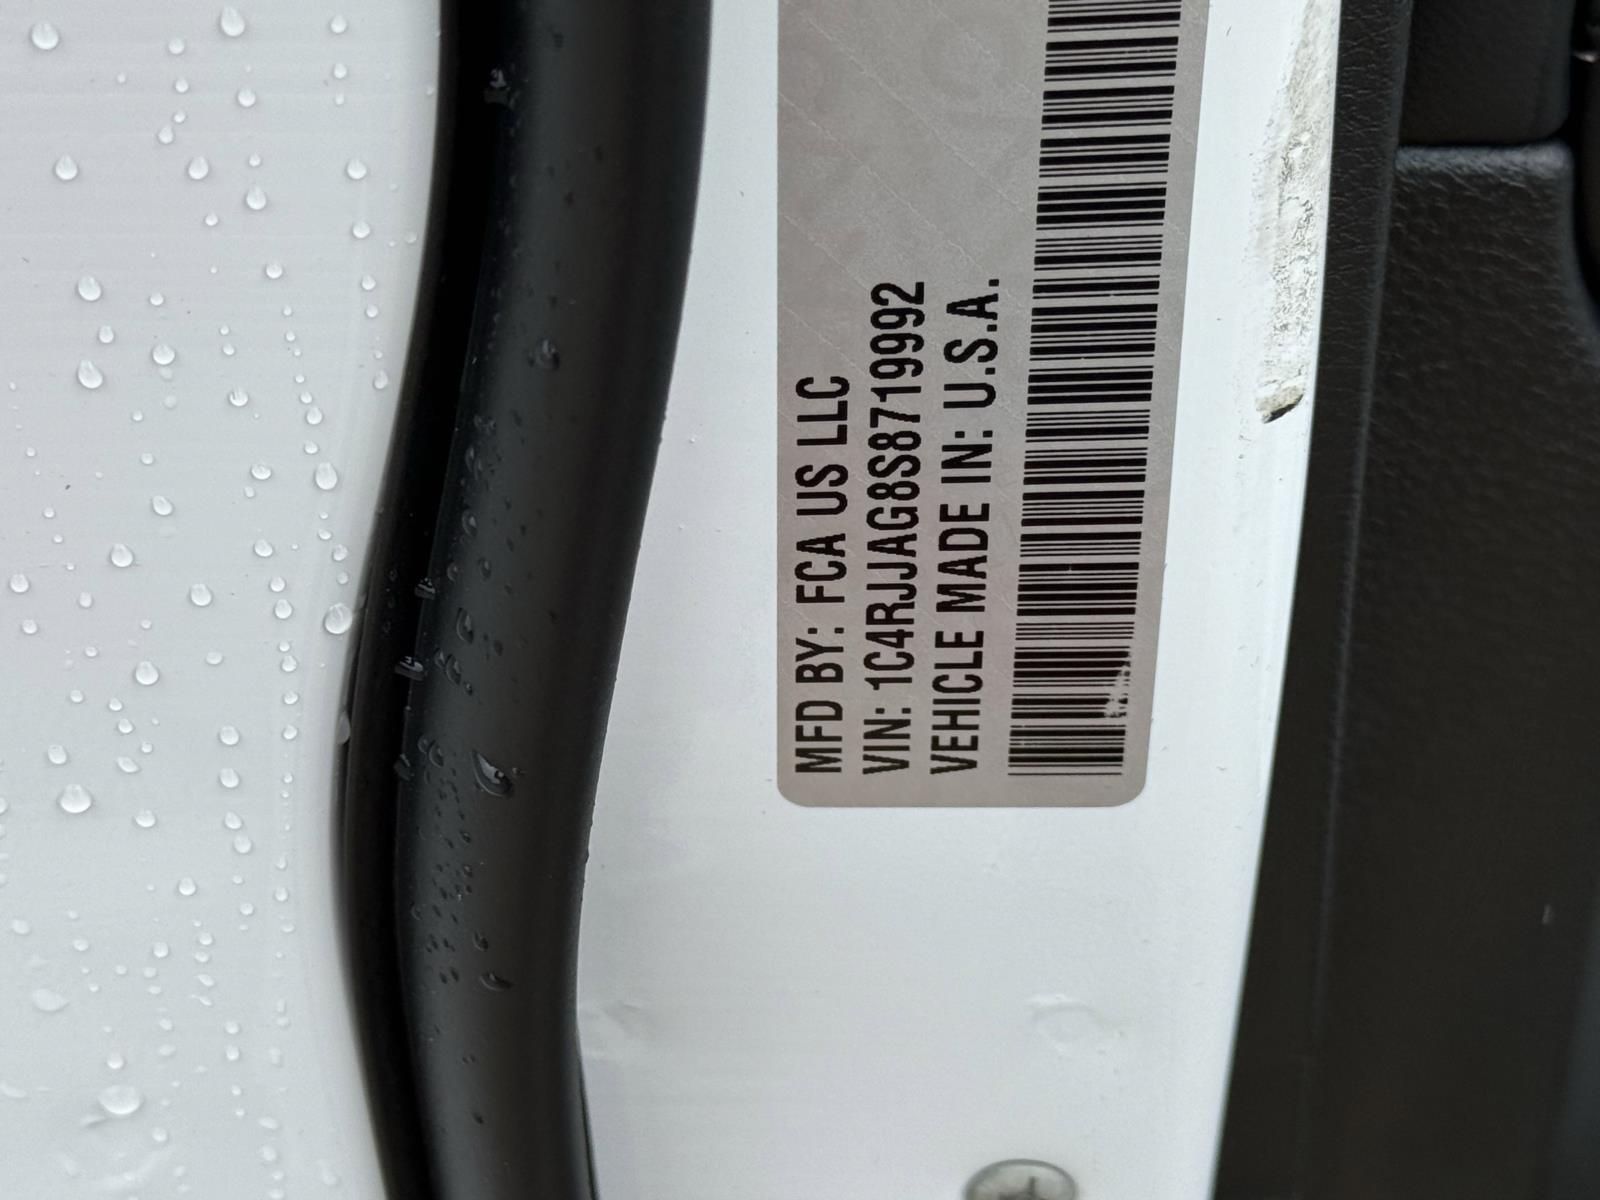 MFD BY: FCA US LLC
VIN: 1C4RJJAG8S8719992
VEHICLE MADE IN: U.S.A.